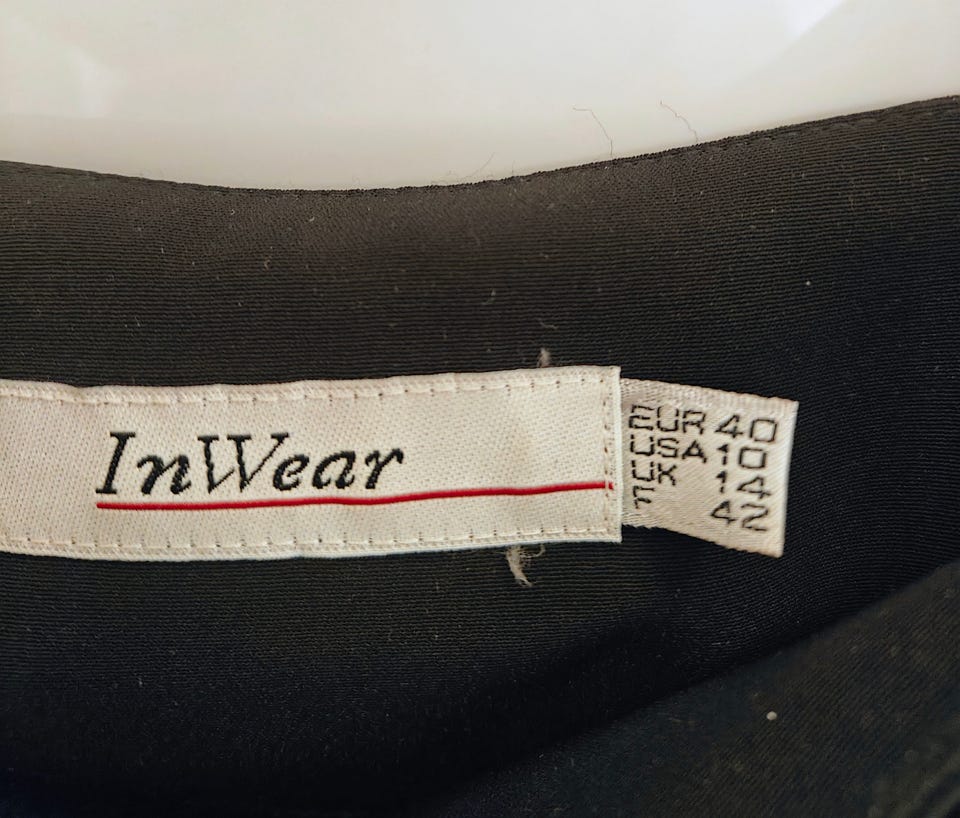 InWear
EUR 40
USA 10
UK 14
42